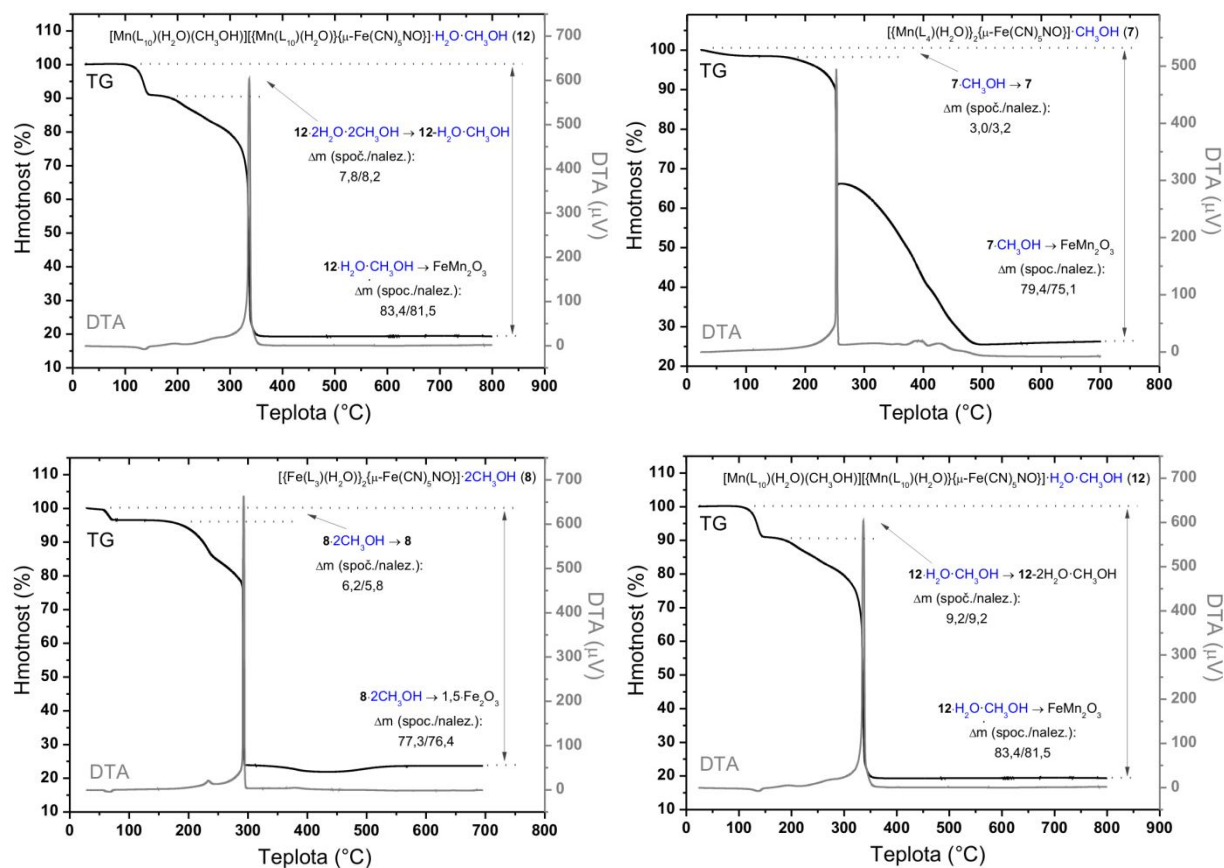 [Mn(L₁₀)(H₂O)(CH₃OH)][{Mn(L₁₀)(H₂O)}{μ-Fe(CN)₅NO}]·H₂O·CH₃OH (12)
TG
12·2H₂O·2CH₃OH → 12-H₂O·CH₃OH
Δm (spoč./nalez.):
7,8/8,2
12·H₂O·CH₃OH → FeMn₂O₃
Δm (spoc./nalez.):
83,4/81,5
DTA
Hmotnost (%)
110
100
90
80
70
60
50
40
30
20
10
DTA (μV)
700
600
500
400
300
200
100
0
0 100 200 300 400 500 600 700 800 900
Teplota (°C)
[{Mn(L₄)(H₂O)}₂{μ-Fe(CN)₅NO}]·CH₃OH (7)
TG
7·CH₃OH → 7
Δm (spoč./nalez.):
3,0/3,2
7·CH₃OH → FeMn₂O₃
Δm (spoc./nalez.):
79,4/75,1
DTA
Hmotnost (%)
100
90
80
70
60
50
40
30
20
DTA (μV)
500
400
300
200
100
0
0 100 200 300 400 500 600 700 800
Teplota (°C)
[{Fe(L₃)(H₂O)}₂{μ-Fe(CN)₅NO}]·2CH₃OH (8)
TG
8·2CH₃OH → 8
Δm (spoč./nalez.):
6,2/5,8
8·2CH₃OH → 1,5·Fe₂O₃
Δm (spoc./nalez.):
77,3/76,4
DTA
Hmotnost (%)
110
100
90
80
70
60
50
40
30
20
10
DTA (μV)
700
600
500
400
300
200
100
0
0 100 200 300 400 500 600 700 800
Teplota (°C)
[Mn(L₁₀)(H₂O)(CH₃OH)][{Mn(L₁₀)(H₂O)}{μ-Fe(CN)₅NO}]·H₂O·CH₃OH (12)
TG
12·H₂O·CH₃OH → 12-2H₂O·CH₃OH
Δm (spoč./nalez.):
9,2/9,2
12·H₂O·CH₃OH → FeMn₂O₃
Δm (spoc./nalez.):
83,4/81,5
DTA
Hmotnost (%)
110
100
90
80
70
60
50
40
30
20
10
DTA (μV)
700
600
500
400
300
200
100
0
0 100 200 300 400 500 600 700 800 900
Teplota (°C)